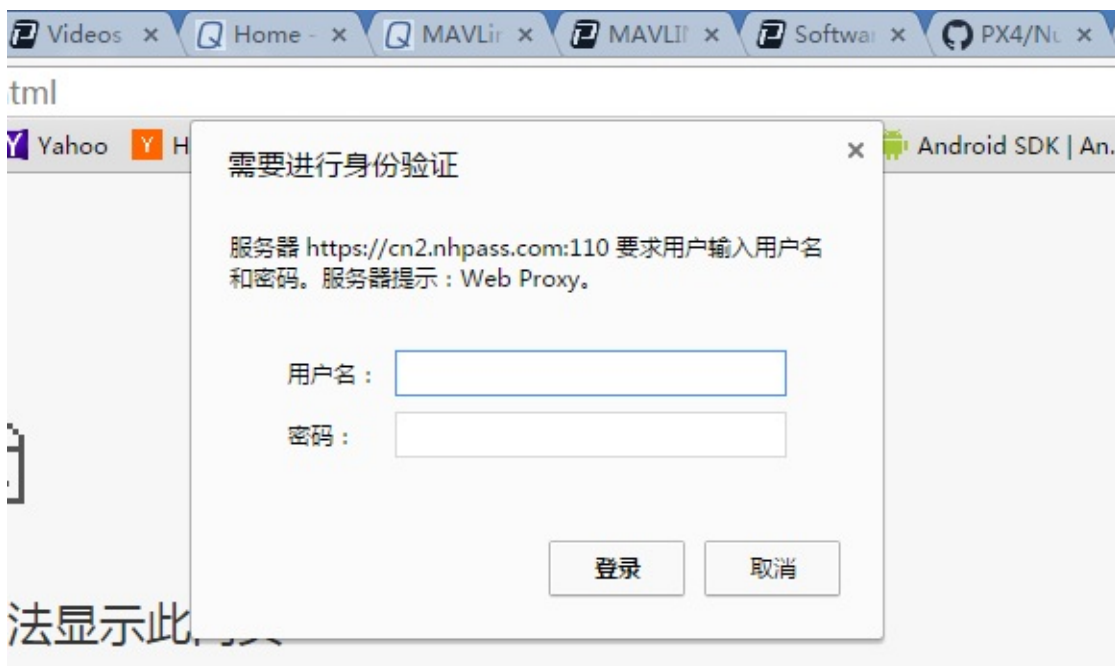 Videos
Home -
MAVLin
MAVLI
Softwa
PX4/Nu
tml
Yahoo
Y
H
Android SDK | An.
需要进行身份验证
服务器 https://cn2.nhpass.com:110 要求用户输入用户名
和密码。服务器提示：Web Proxy。
用户名：
密码：
登录
取消
法显示此网页